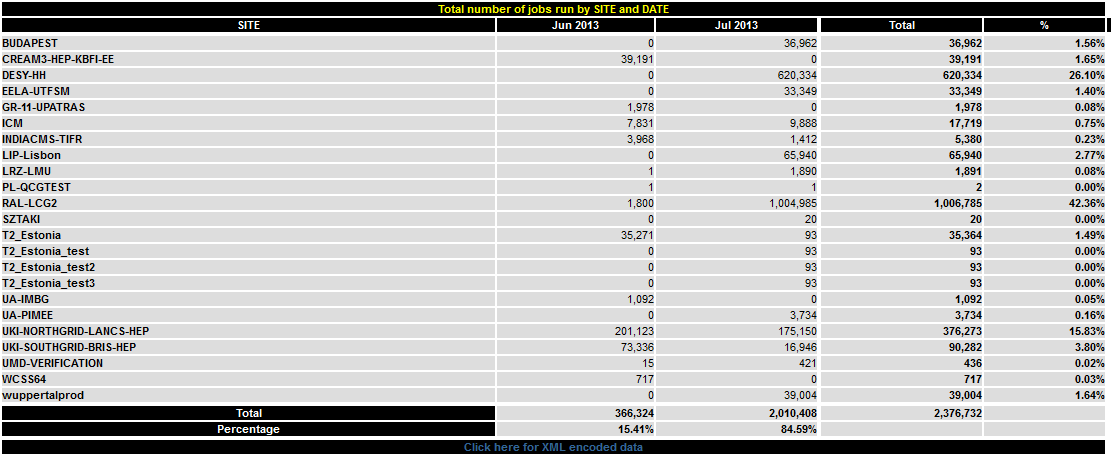 Total number of jobs run by SITE and DATE
SITE Jun 2013 Jul 2013 Total %
BUDAPEST 0 36,962 36,962 1.56%
CREAM3-HEP-KBFI-EE 39,191 0 39,191 1.65%
DESY-HH 0 620,334 620,334 26.10%
EELA-UTFSM 0 33,349 33,349 1.40%
GR-11-UPATRAS 1,978 0 1,978 0.08%
ICM 7,831 9,888 17,719 0.75%
INDIACMS-TIFR 3,968 1,412 5,380 0.23%
LIP-Lisbon 0 65,940 65,940 2.77%
LRZ-LMU 1 1,890 1,891 0.08%
PL-QCGTEST 1 1 2 0.00%
RAL-LCG2 1,800 1,004,985 1,006,785 42.36%
SZTAKI 0 20 20 0.00%
T2_Estonia 35,271 93 35,364 1.49%
T2_Estonia_test 0 93 93 0.00%
T2_Estonia_test2 0 93 93 0.00%
T2_Estonia_test3 0 93 93 0.00%
UA-IMBG 1,092 0 1,092 0.05%
UA-PIMEE 0 3,734 3,734 0.16%
UKI-NORTHGRID-LANCS-HEP 201,123 175,150 376,273 15.83%
UKI-SOUTHGRID-BRIS-HEP 73,336 16,946 90,282 3.80%
UMD-VERIFICATION 15 421 436 0.02%
WCSS64 717 0 717 0.03%
wuppertalprod 0 39,004 39,004 1.64%
Total 366,324 2,010,408 2,376,732
Percentage 15.41% 84.59%
Click here for XML encoded data